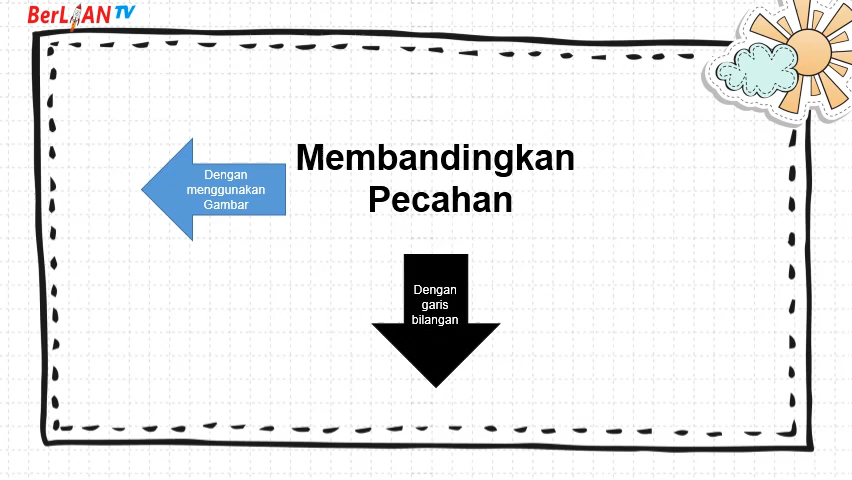 BerLIAN TV
Membandingkan
Pecahan
Dengan
menggunakan
Gambar
Dengan
garis
bilangan